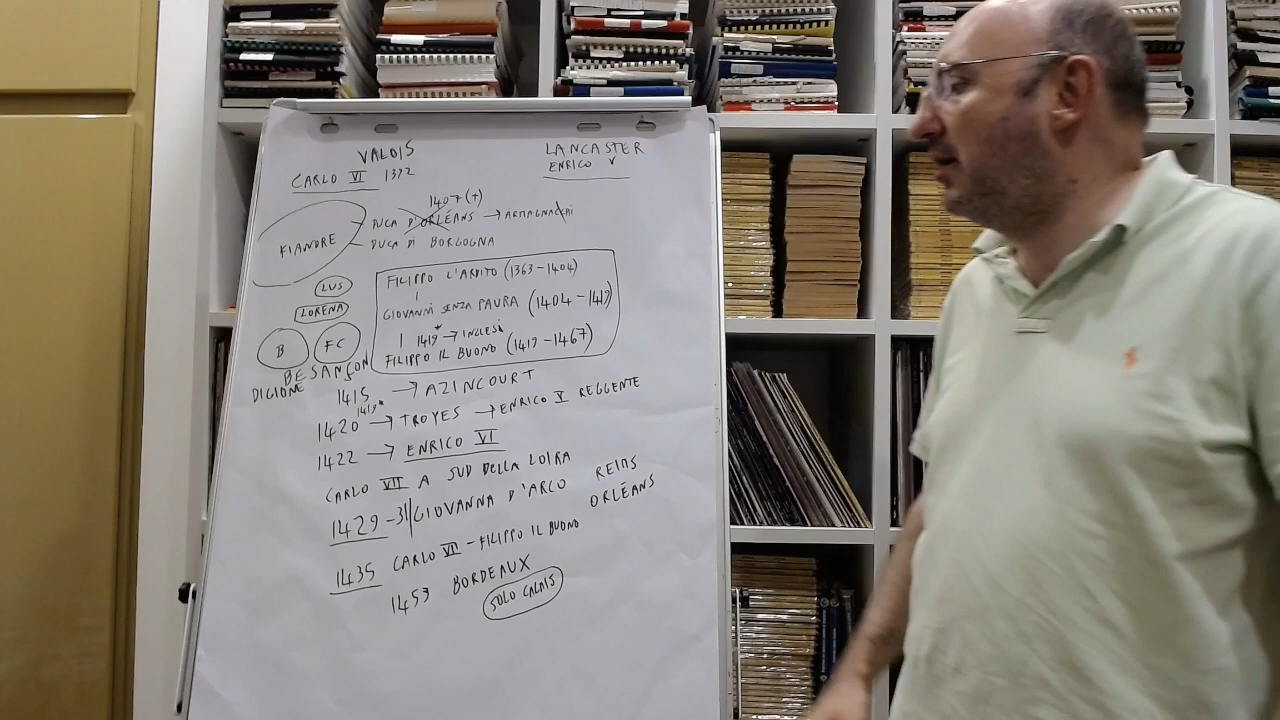 VALOIS
LANCASTER
CARLO VI 1372
ENRICO V
1407 (†)
DUCA D'ORLÉANS → ARMAGNACCHI
FIANDRE
DUCA DI BORGOGNA
FILIPPO L'ARDITO (1363-1404)
LUS
GIOVANNI SENZA PAURA (1404-1419)
LORENA
1419 → INGLESI
B
FC
FILIPPO IL BUONO (1419-1467)
BESANÇON
DIGIONE
1415 → AZINCOURT
1419
1420 → TROYES → ENRICO V REGGENTE
1422 → ENRICO VI
CARLO VII A SUD DELLA LOIRA
1429-31 GIOVANNA D'ARCO REIMS
ORLÉANS
1435 CARLO VII - FILIPPO IL BUONO
1453 BORDEAUX
SOLO CALAIS